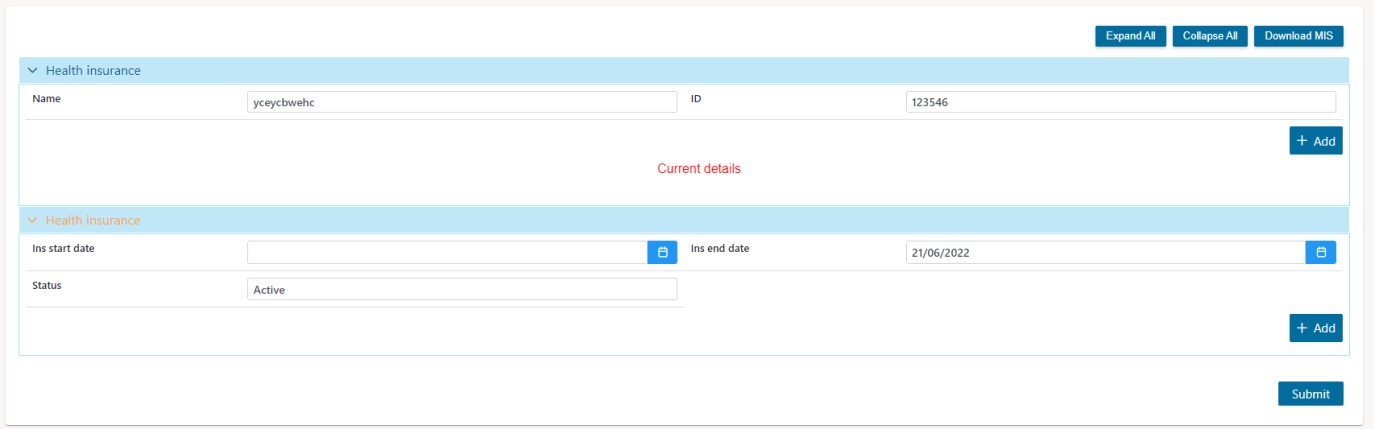 Expand All Collapse All Download MIS
Health insurance
Name yceycbwehc ID 123546
+ Add
Current details
Health insurance
Ins start date Ins end date 21/06/2022
Status Active
+ Add
Submit